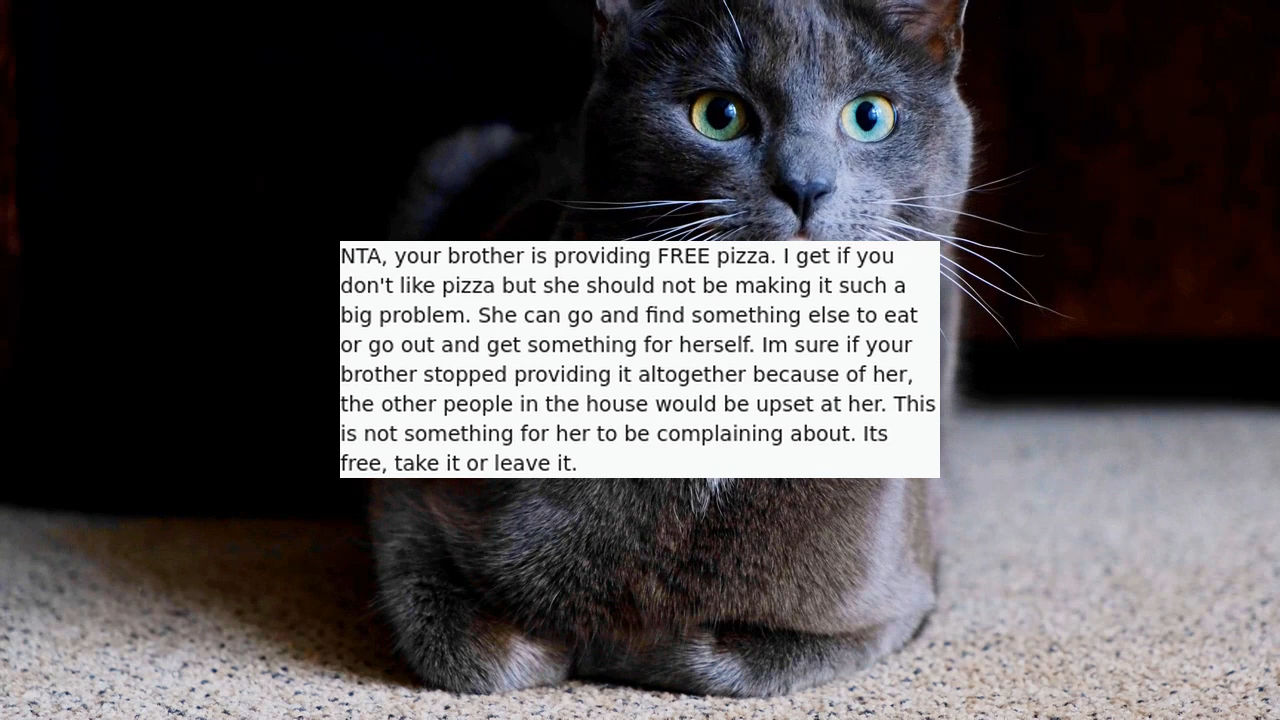 NTA, your brother is providing FREE pizza. I get if you
don't like pizza but she should not be making it such a
big problem. She can go and find something else to eat
or go out and get something for herself. Im sure if your
brother stopped providing it altogether because of her,
the other people in the house would be upset at her. This
is not something for her to be complaining about. Its
free, take it or leave it.